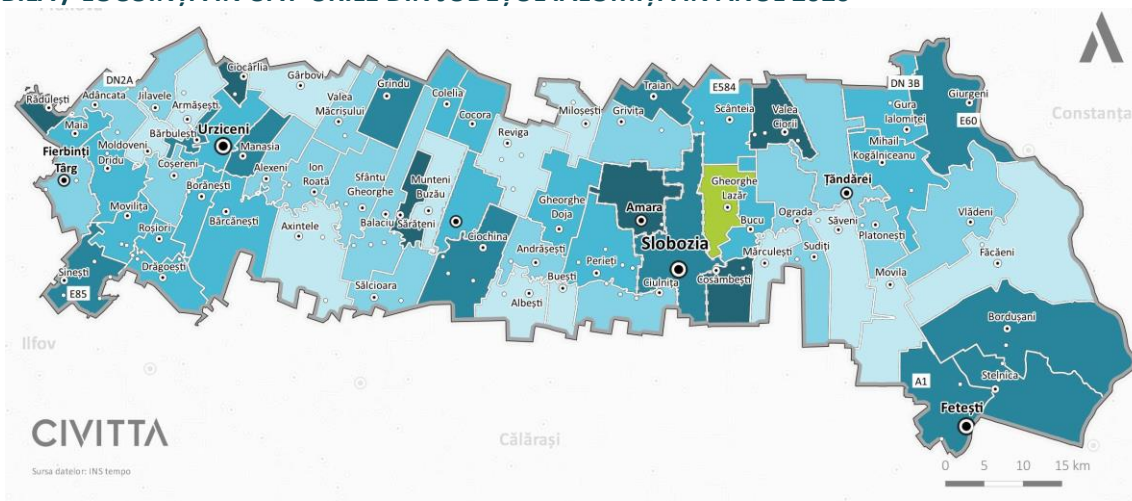 DN2A
Ciocârlia
Gârbovi
Rădulești
Adâncata
Jilavele
Armășești
Valea
Măcrișului
Grindu
Colelia
Cocora
Maia
Bărbulești
Urziceni
Moldoveni
Manasia
Fierbinți
Târg
Dridu
Coșereni
Alexeni
Ion
Roată
Borănești
Movilița
Roșiori
Bărcănești
Sfântu
Gheorghe
Munteni
Buzău
Balaciu
Sărăteni
Axintele
Drăgoești
Sinești
E85
Sălcioara
Ciochina
Reviga
Miloșești
Traian
Grivița
E584
Scânteia
Valea
Ciorii
DN 3B
Gura
Ialomiței
Giurgeni
E60
Constanța
Mihail
Kogălniceanu
Țăndărei
Gheorghe
Doja
Amara
Gheorghe
Lazăr
Slobozia
Bucu
Ograda
Săveni
Platonești
Vlădeni
Andrășești
Perieți
Mărculești
Sudiți
Făcăeni
Buești
Albești
Ciulnița
Cosâmbești
Movila
Bordușani
A1
Stelnica
Fetești
Ilfov
Călărași
CIVITTA
Sursa datelor: INS tempo
0 5 10 15 km